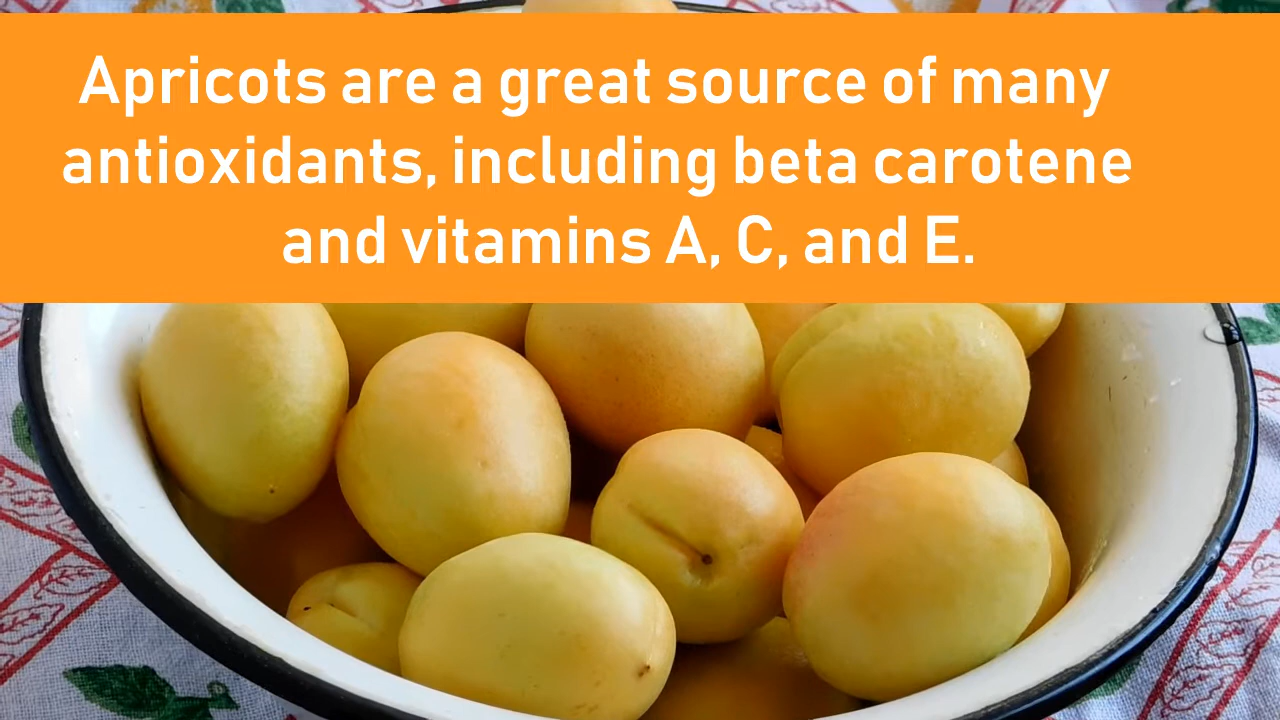 Apricots are a great source of many
antioxidants, including beta carotene
and vitamins A, C, and E.